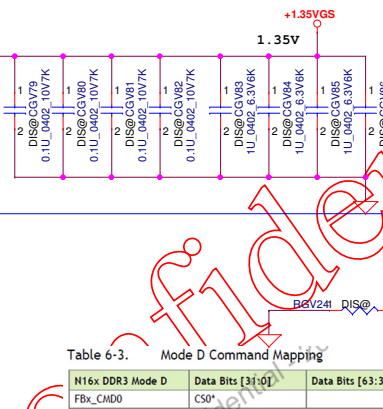 +1.35VGS
1.35V
1
2
DIS@CGV79
0.1U_0402_10V7K
1
2
DIS@CGV80
0.1U_0402_10V7K
1
2
DIS@CGV81
0.1U_0402_10V7K
1
2
DIS@CGV82
0.1U_0402_10V7K
1
2
DIS@CGV83
1U_0402_6.3V6K
1
2
DIS@CGV84
1U_0402_6.3V6K
1
2
DIS@CGV85
1U_0402_6.3V6K
1
2
RGV241 DIS@
Table 6-3. Mode D Command Mapping
N16x DDR3 Mode D Data Bits [31:0] Data Bits [63:3
FBx_CMD0 CS0*